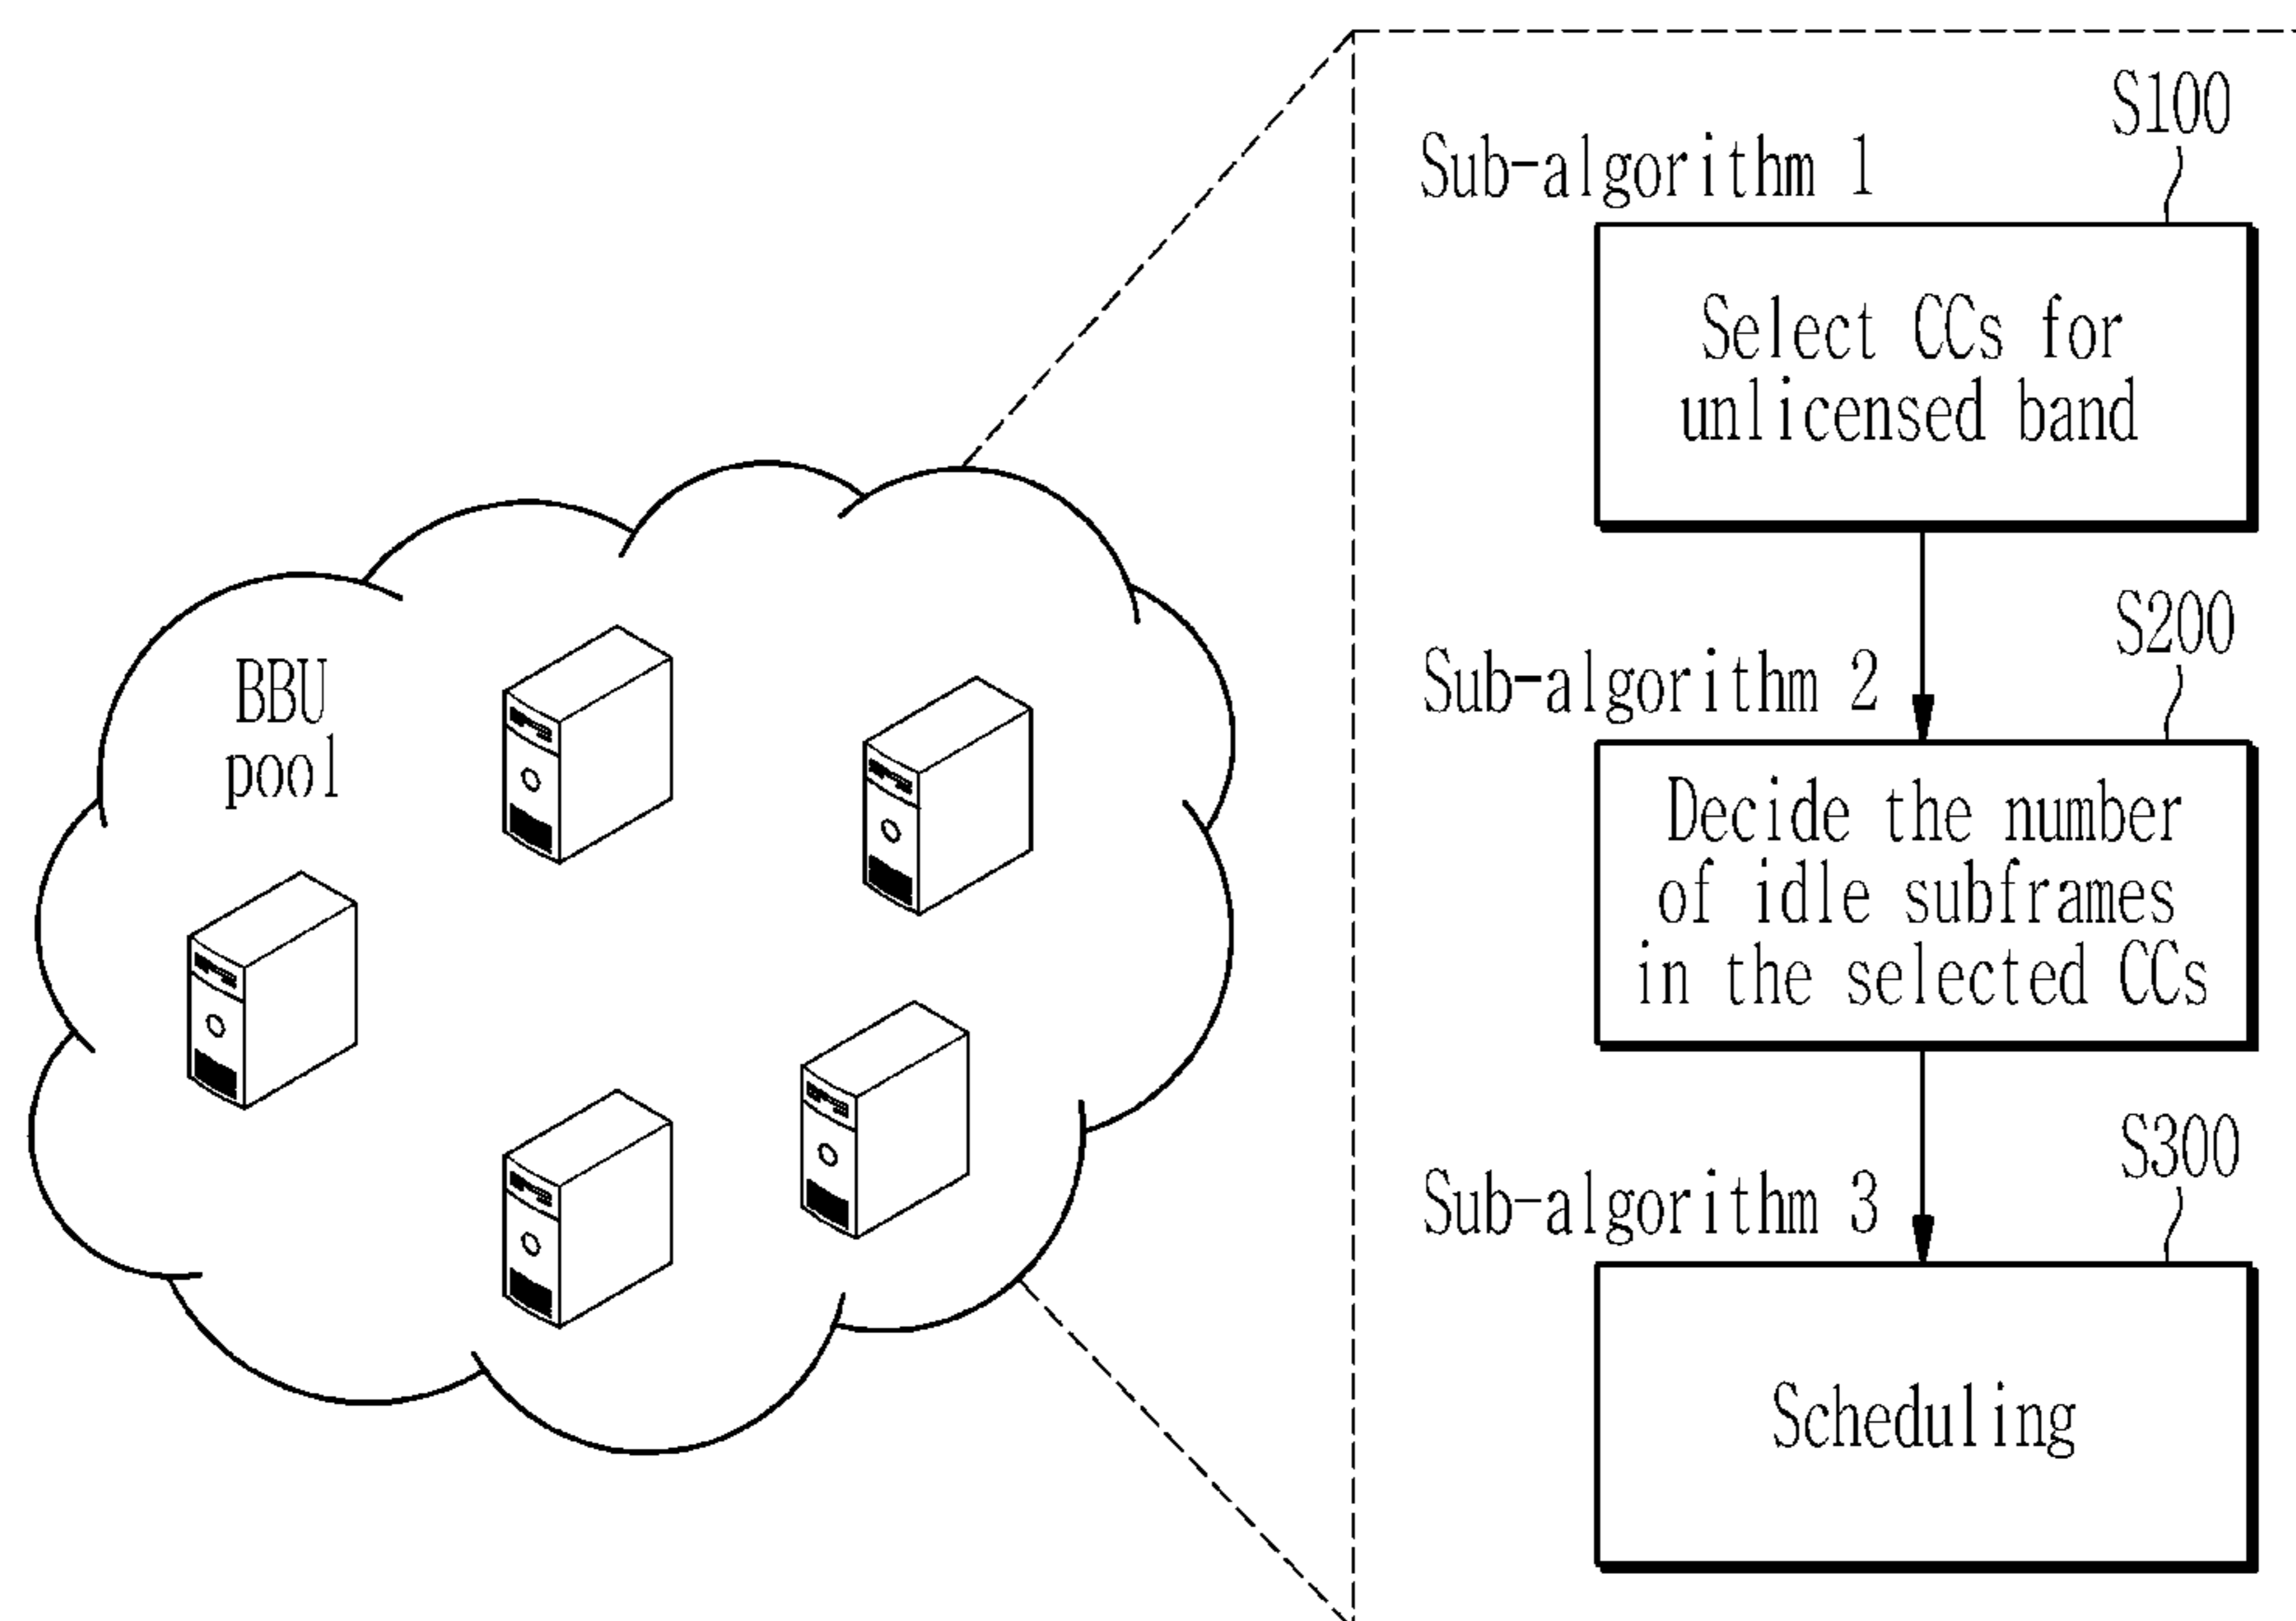 BBU
pool
S100
Sub-algorithm 1
Select CCs for
unlicensed band
S200
Sub-algorithm 2
Decide the number
of idle subframes
in the selected CCs
S300
Sub-algorithm 3
Scheduling